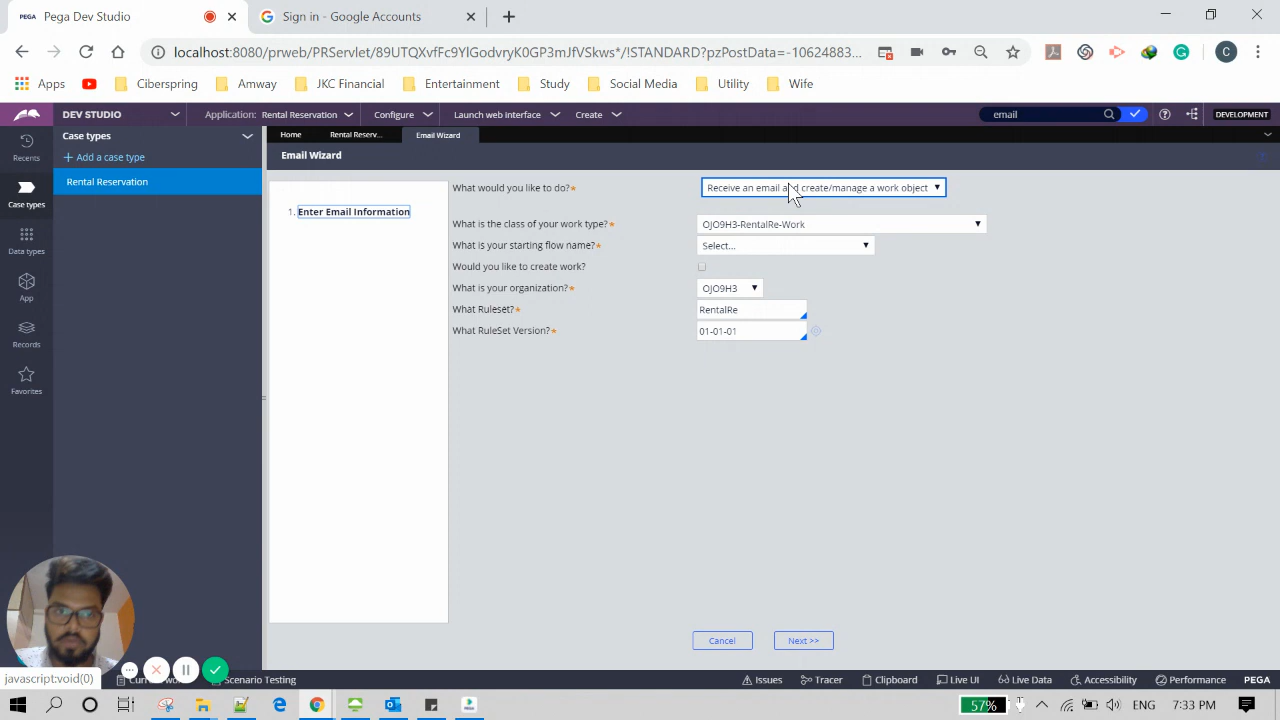 PEGA Pega Dev Studio
Sign in - Google Accounts
localhost:8080/prweb/PRServlet/89UTQXvfFc9YIGodvryK0GP3mJfVSkws*/!STANDARD?pzPostData=-10624883...
C
Apps
Ciberspring
Amway
JKC Financial
Entertainment
Study
Social Media
Utility
Wife
DEV STUDIO
Application: Rental Reservation
Configure
Launch web interface
Create
email
DEVELOPMENT
Recents
Case types
Data types
App
Records
Favorites
Case types
+ Add a case type
Rental Reservation
Home
Rental Reserv...
Email Wizard
Email Wizard
1. Enter Email Information
What would you like to do?* Receive an email and create/manage a work object
What is the class of your work type?* OJO9H3-RentalRe-Work
What is your starting flow name?* Select...
Would you like to create work?
What is your organization?* OJO9H3
What Ruleset?* RentalRe
What RuleSet Version?* 01-01-01
Cancel
Next >>
javascript:void(0)
Scenario Testing
Issues
Tracer
Clipboard
Live UI
Live Data
Accessibility
Performance
PEGA
57%
ENG
7:33 PM